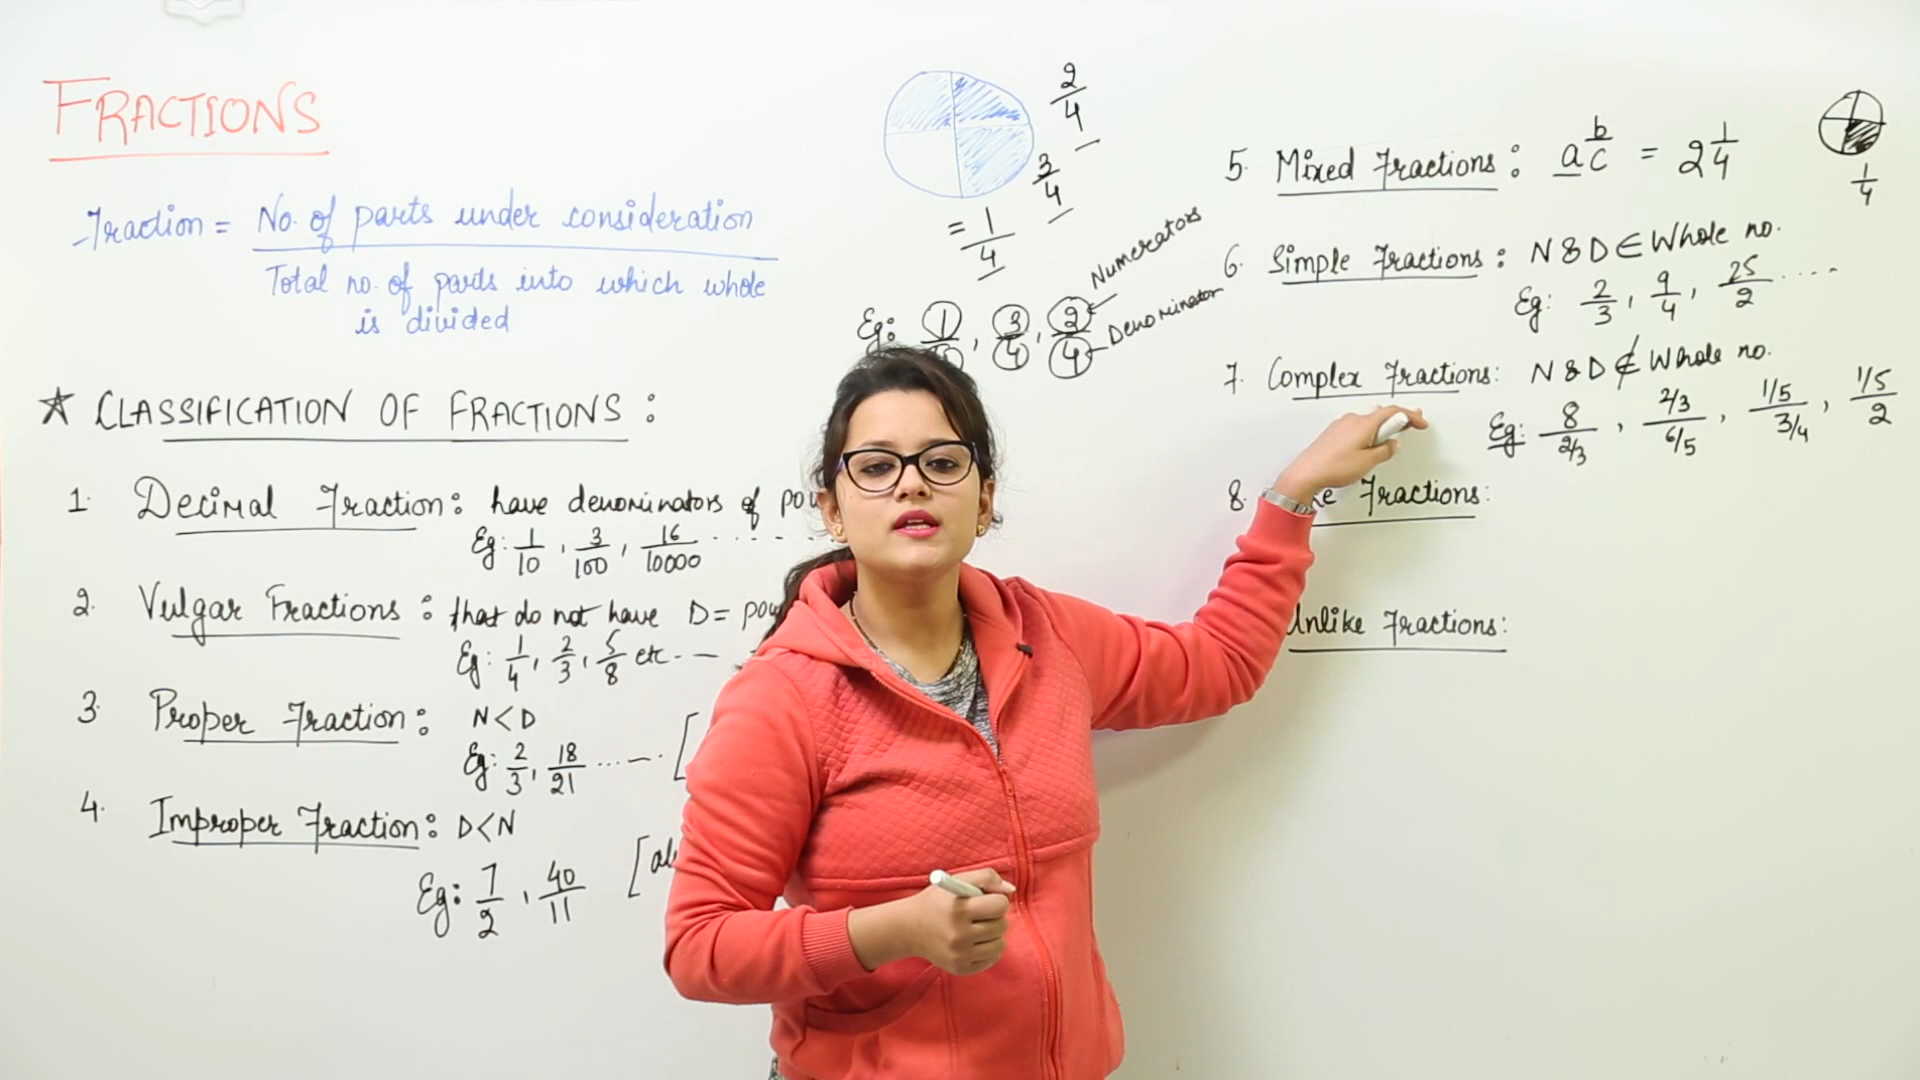 FRACTIONS
Fraction = No. of parts under consideration
Total no. of parts into which whole
is divided
2/4
3/4
= 1/4
Numerators
Denominator
Eg: 1/, 3/4, 2/4
★ CLASSIFICATION OF FRACTIONS :
1. Decimal Fraction : have denominators of
Eg: 1/10, 3/100, 16/10000 ......
2. Vulgar Fractions : that do not have D =
Eg: 1/4, 2/3, 5/8 etc...
3. Proper Fraction : N < D
Eg: 2/3, 18/21 ..... [
4. Improper Fraction : D < N
Eg: 7/2, 40/11 [
5. Mixed Fractions : a b/c = 2 1/4
1/4
6. Simple Fractions : N & D ∈ Whole no.
Eg: 2/3, 9/4, 25/2 ....
7. Complex Fractions: N & D ∉ Whole no.
Eg: 8/(2/3), (2/3)/(6/5), (1/5)/(3/4), (1/5)/2
8. Fractions:
Unlike Fractions: